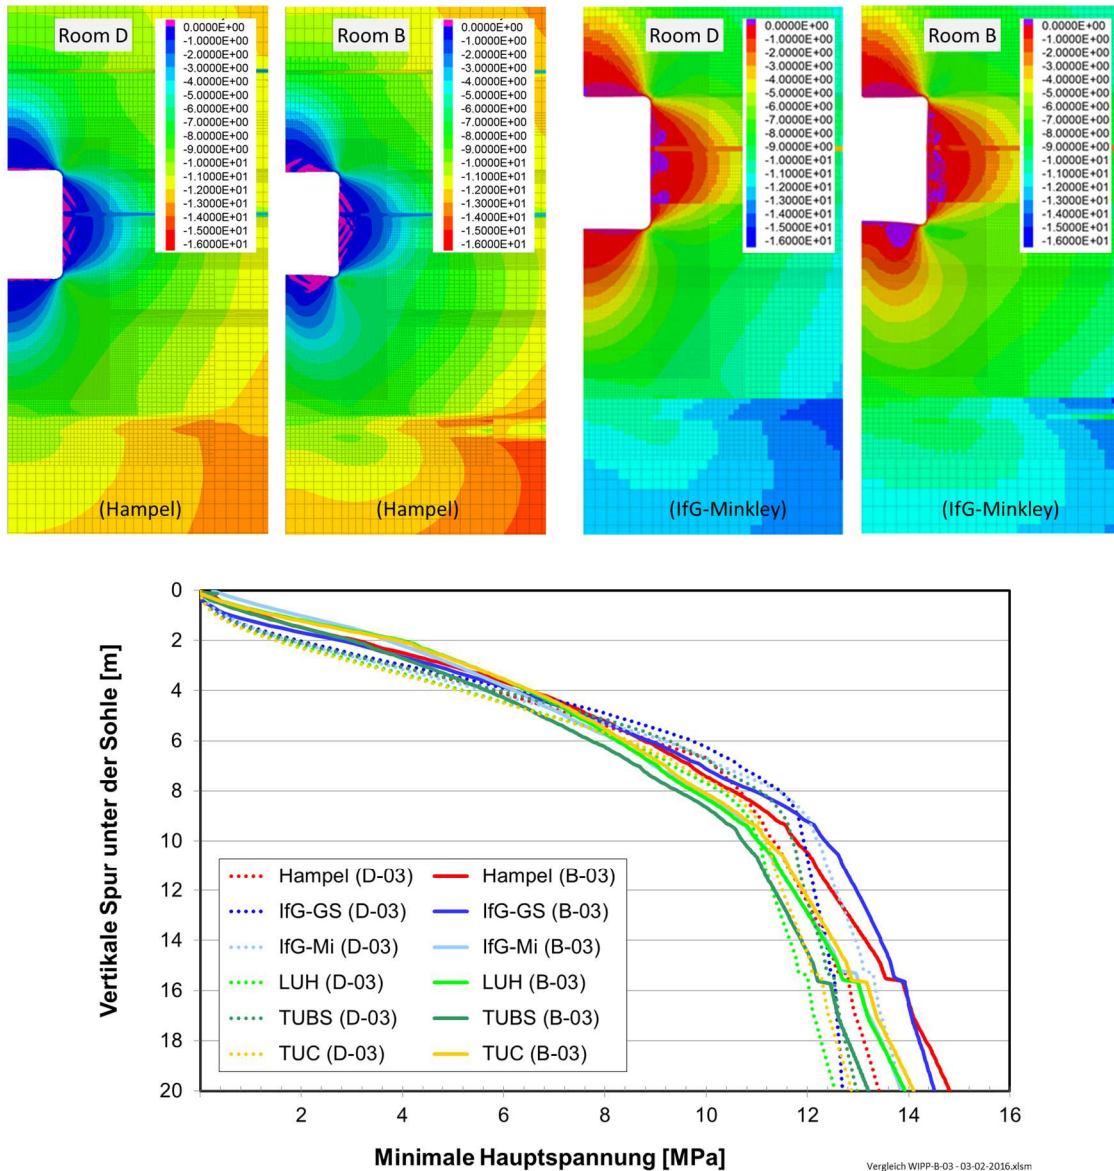 Room D
0.0000E+00
-1.0000E+00
-2.0000E+00
-3.0000E+00
-4.0000E+00
-5.0000E+00
-6.0000E+00
-7.0000E+00
-8.0000E+00
-9.0000E+00
-1.0000E+01
-1.1000E+01
-1.2000E+01
-1.3000E+01
-1.4000E+01
-1.5000E+01
-1.6000E+01
(Hampel)
Room B
0.0000E+00
-1.0000E+00
-2.0000E+00
-3.0000E+00
-4.0000E+00
-5.0000E+00
-6.0000E+00
-7.0000E+00
-8.0000E+00
-9.0000E+00
-1.0000E+01
-1.1000E+01
-1.2000E+01
-1.3000E+01
-1.4000E+01
-1.5000E+01
-1.6000E+01
(Hampel)
Room D
0.0000E+00
-1.0000E+00
-2.0000E+00
-3.0000E+00
-4.0000E+00
-5.0000E+00
-6.0000E+00
-7.0000E+00
-8.0000E+00
-9.0000E+00
-1.0000E+01
-1.1000E+01
-1.2000E+01
-1.3000E+01
-1.4000E+01
-1.5000E+01
-1.6000E+01
(IfG-Minkley)
Room B
0.0000E+00
-1.0000E+00
-2.0000E+00
-3.0000E+00
-4.0000E+00
-5.0000E+00
-6.0000E+00
-7.0000E+00
-8.0000E+00
-9.0000E+00
-1.0000E+01
-1.1000E+01
-1.2000E+01
-1.3000E+01
-1.4000E+01
-1.5000E+01
-1.6000E+01
(IfG-Minkley)
Vertikale Spur unter der Sohle [m]
0
2
4
6
8
10
12
14
16
18
20
Hampel (D-03) Hampel (B-03)
IfG-GS (D-03) IfG-GS (B-03)
IfG-Mi (D-03) IfG-Mi (B-03)
LUH (D-03) LUH (B-03)
TUBS (D-03) TUBS (B-03)
TUC (D-03) TUC (B-03)
2 4 6 8 10 12 14 16
Minimale Hauptspannung [MPa]
Vergleich WIPP-B-03 - 03-02-2016.xlsm